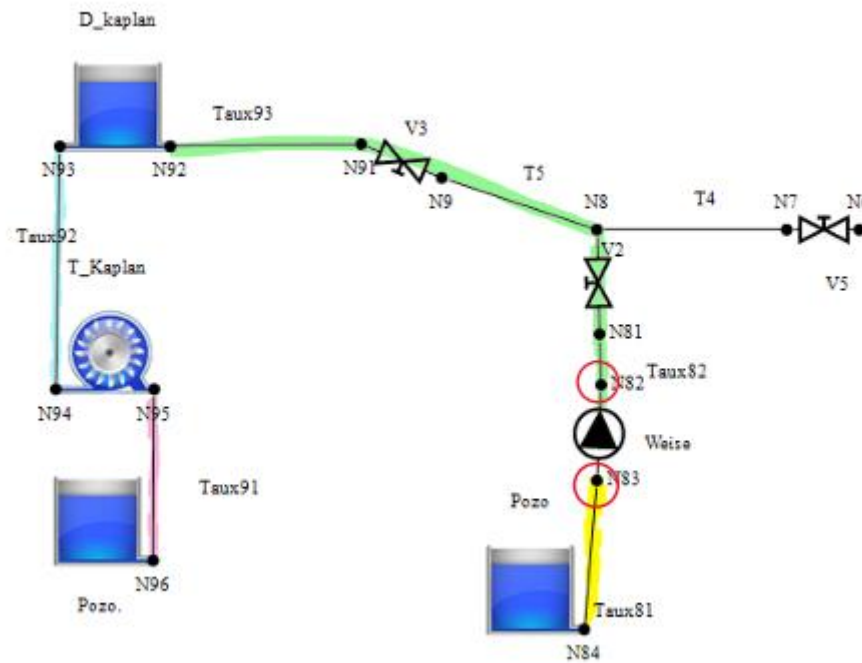 D_kaplan
Taux93
V3
N93
N92
N91
N9
T5
N8
T4
N7
V5
Taux92
T_Kaplan
V2
N81
N82
Taux82
N94
N95
Weise
N83
Taux91
Pozo
N96
Pozo.
Taux81
N84